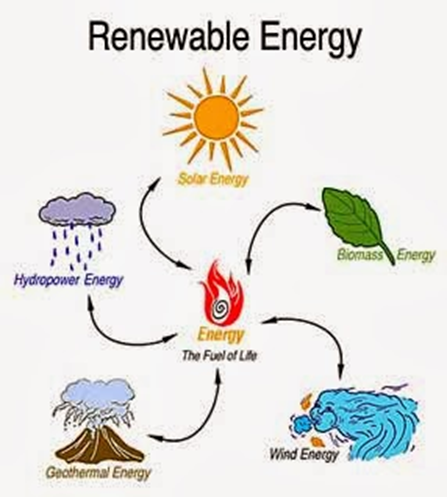 Renewable Energy
Solar Energy
Biomass Energy
Hydropower Energy
Energy
The Fuel of Life
Wind Energy
Geothermal Energy